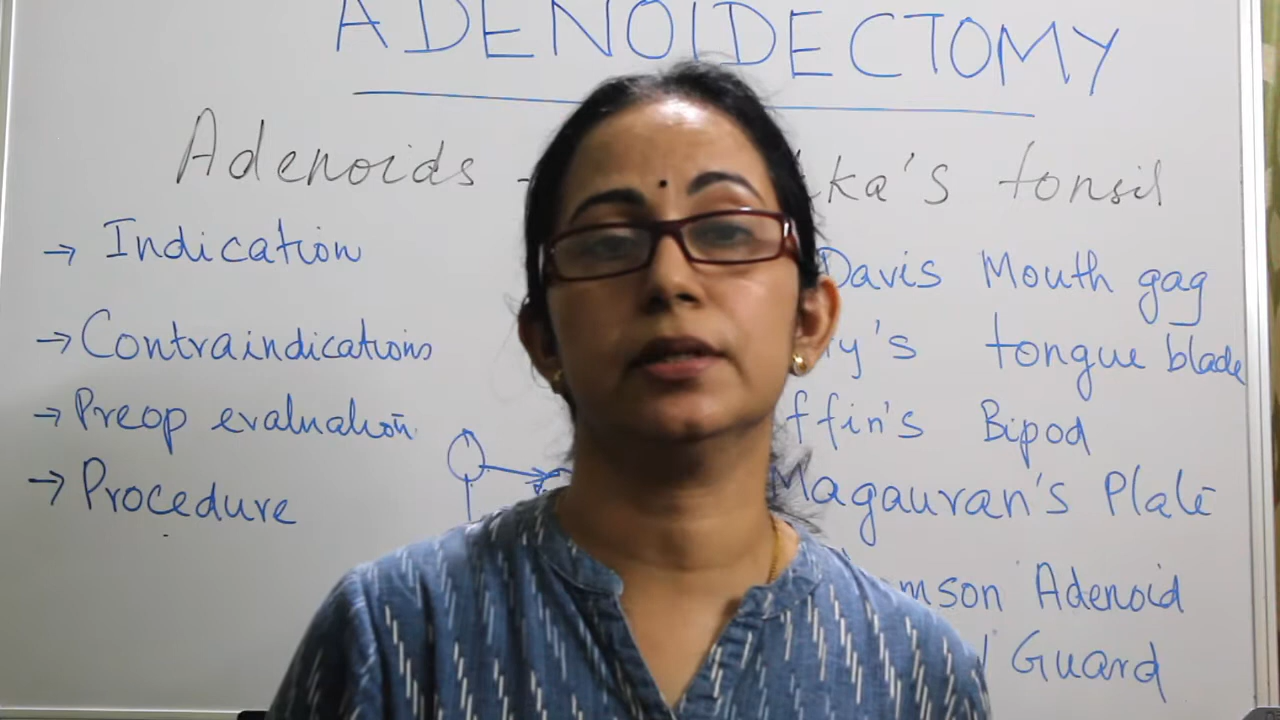 ADENOIDECTOMY
Adenoids - ka's tonsil
→ Indication
Davis Mouth gag
→ Contraindications
y's tongue blade
→ Preop evaluation
ffin's Bipod
→ Procedure
Magauran's Plate
mson Adenoid
Guard